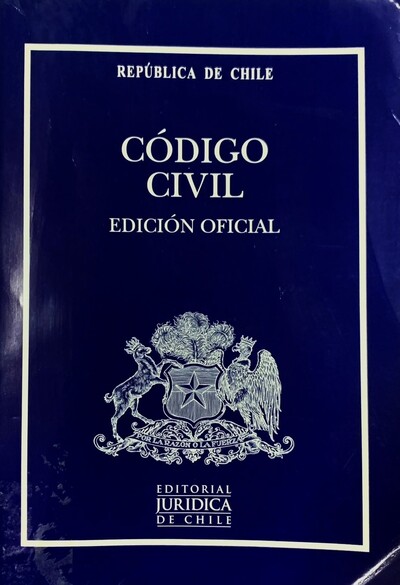 REPÚBLICA DE CHILE
CÓDIGO
CIVIL
EDICIÓN OFICIAL
POR LA RAZÓN O LA FUERZA
EDITORIAL
JURIDICA
DE CHILE